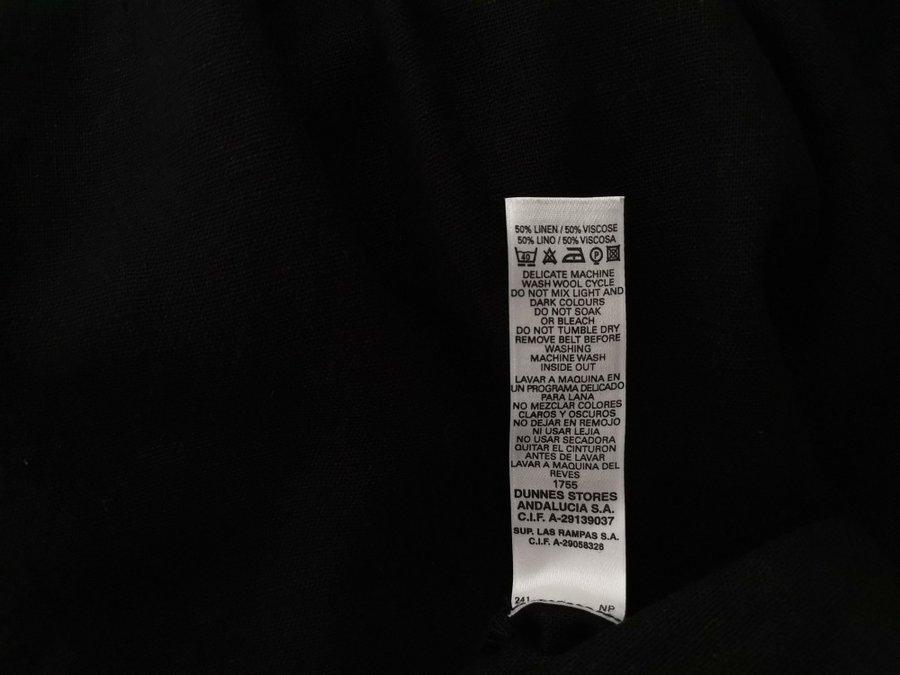 50% LINEN / 50% VISCOSE
50% LINO / 50% VISCOSA
40 P
DELICATE MACHINE
WASH WOOL CYCLE
DO NOT MIX LIGHT AND
DARK COLOURS
DO NOT SOAK
OR BLEACH
DO NOT TUMBLE DRY
REMOVE BELT BEFORE
WASHING
MACHINE WASH
INSIDE OUT
LAVAR A MAQUINA EN
UN PROGRAMA DELICADO
PARA LANA
NO MEZCLAR COLORES
CLAROS Y OSCUROS
NO DEJAR EN REMOJO
NI USAR LEJIA
NO USAR SECADORA
QUITAR EL CINTURON
ANTES DE LAVAR
LAVAR A MAQUINA DEL
REVES
1755
DUNNES STORES
ANDALUCIA S.A.
C.I.F. A-29139037
SUP. LAS RAMPAS S.A.
C.I.F. A-29058326
241 NP